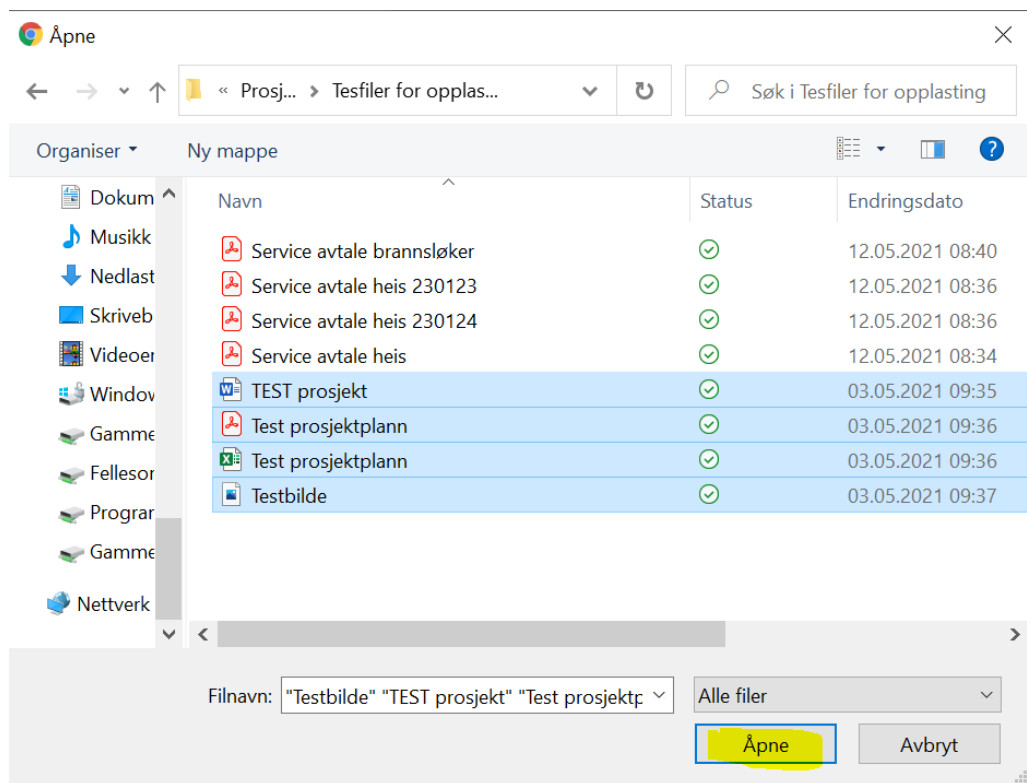 Åpne
« Prosj... > Tesfiler for opplas...
Søk i Tesfiler for opplasting
Organiser Ny mappe
?
Navn Status Endringsdato
Dokum
Musikk
Nedlast
Skriveb
Videoer
Window
Gamme
Fellesor
Prograr
Gamme
Nettverk
Service avtale brannsløker 12.05.2021 08:40
Service avtale heis 230123 12.05.2021 08:36
Service avtale heis 230124 12.05.2021 08:36
Service avtale heis 12.05.2021 08:34
TEST prosjekt 03.05.2021 09:35
Test prosjektplann 03.05.2021 09:36
Test prosjektplann 03.05.2021 09:36
Testbilde 03.05.2021 09:37
Filnavn: "Testbilde" "TEST prosjekt" "Test prosjektp Alle filer
Åpne Avbryt